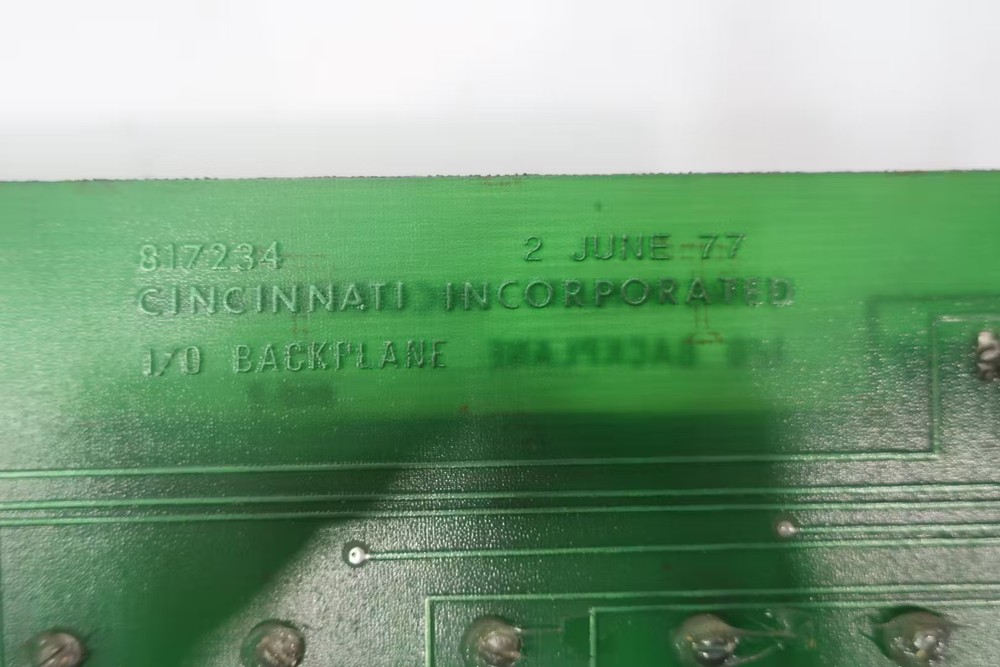 817234 2 JUNE 77
CINCINNATI INCORPORATED
I/O BACKPLANE